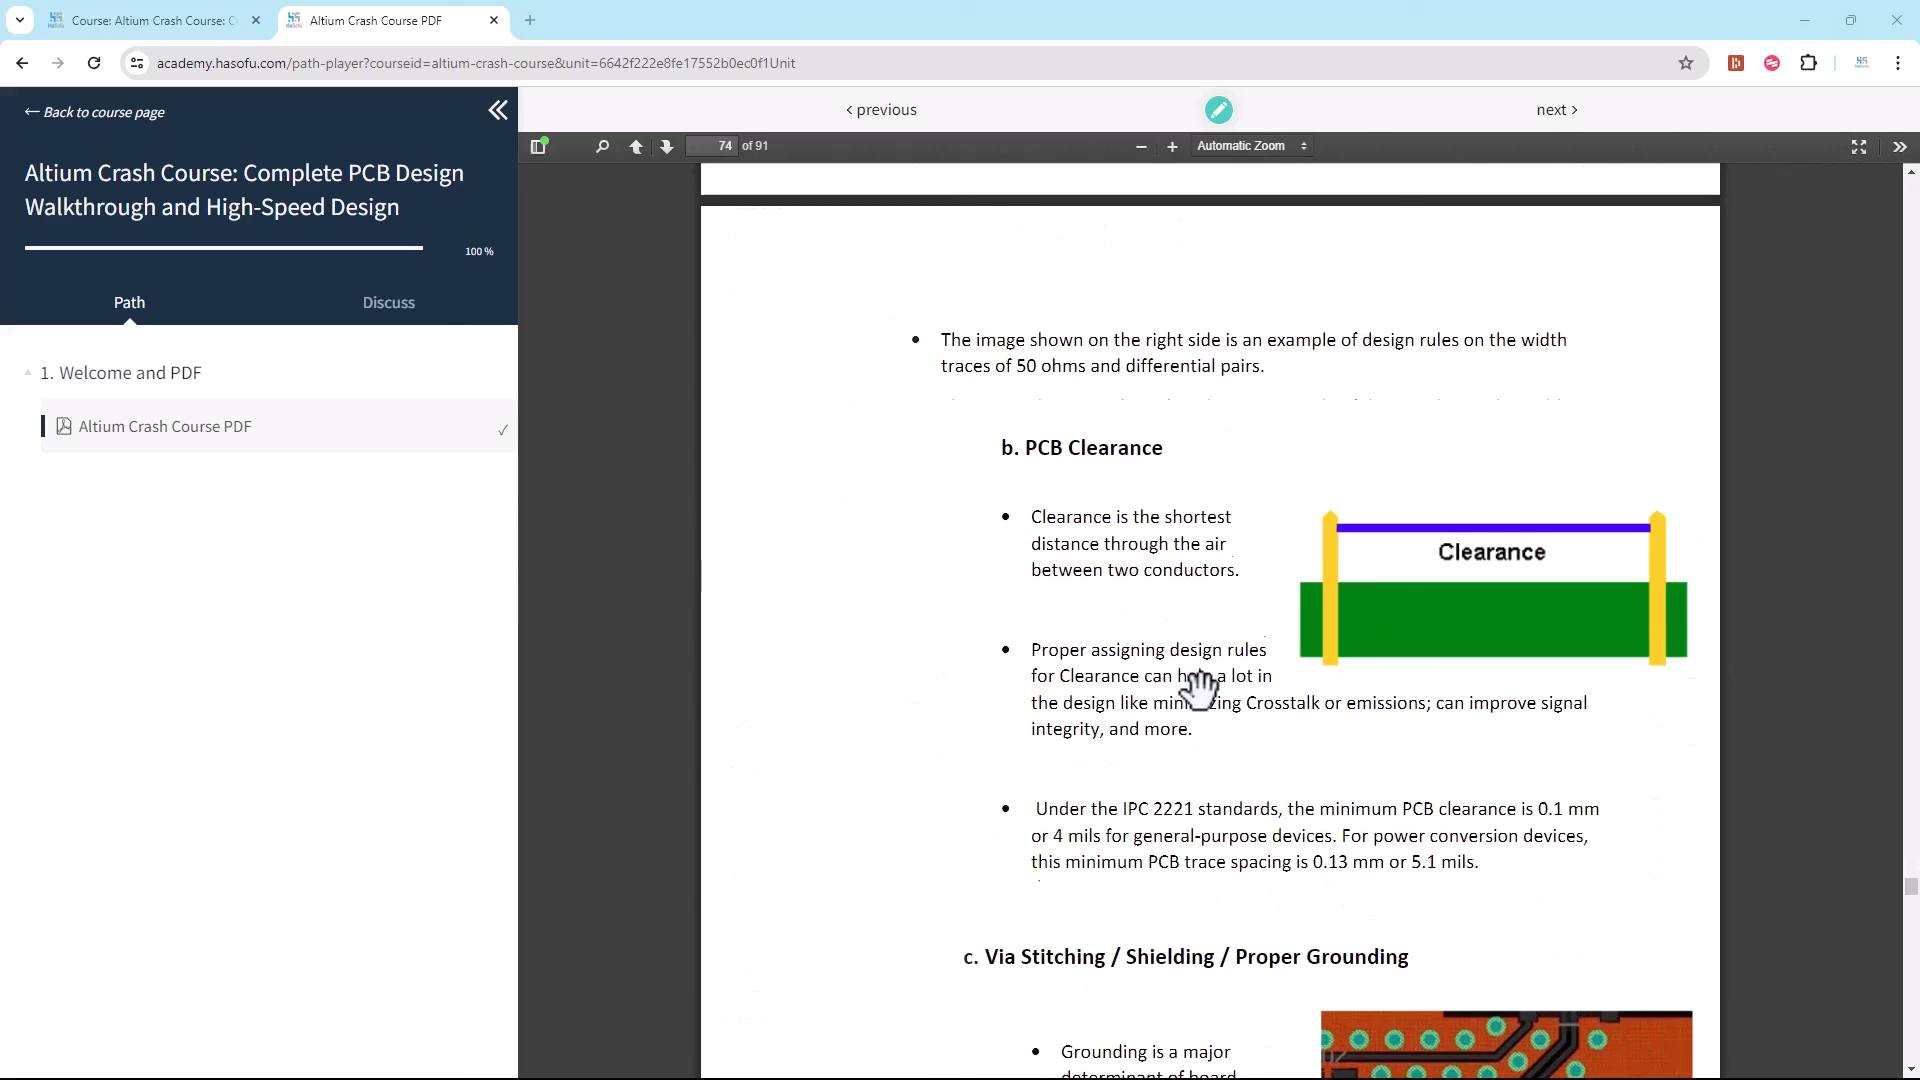 Course: Altium Crash Course: C
Altium Crash Course PDF
academy.hasofu.com/path-player?courseid=altium-crash-course&unit=6642f222e8fe17552b0ec0f1Unit
← Back to course page
‹ previous
next ›
74 of 91
Automatic Zoom
Altium Crash Course: Complete PCB Design
Walkthrough and High-Speed Design
100 %
Path
Discuss
1. Welcome and PDF
Altium Crash Course PDF
• The image shown on the right side is an example of design rules on the width
traces of 50 ohms and differential pairs.
b. PCB Clearance
• Clearance is the shortest
distance through the air
between two conductors.
Clearance
• Proper assigning design rules
for Clearance can a lot in
the design like Crosstalk or emissions; can improve signal
integrity, and more.
• Under the IPC 2221 standards, the minimum PCB clearance is 0.1 mm
or 4 mils for general-purpose devices. For power conversion devices,
this minimum PCB trace spacing is 0.13 mm or 5.1 mils.
c. Via Stitching / Shielding / Proper Grounding
• Grounding is a major
determinant of board